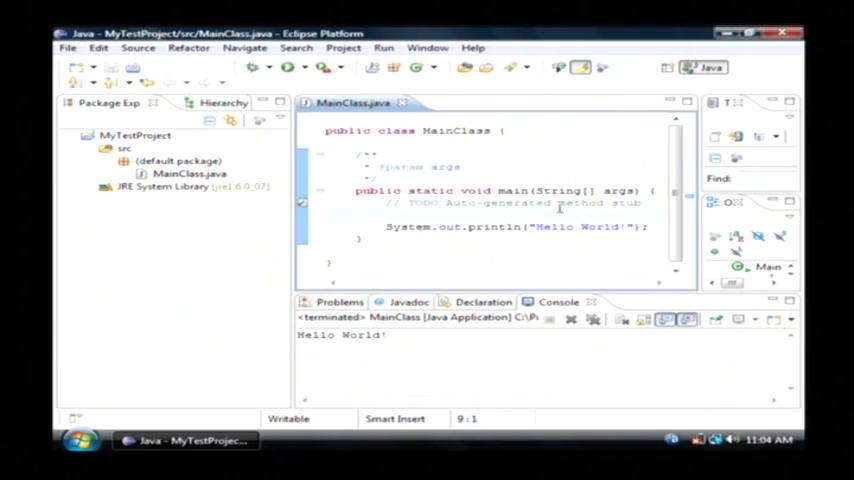 Java - MyTestProject/src/MainClass.java - Eclipse Platform
File Edit Source Refactor Navigate Search Project Run Window Help
Java
Package Exp
Hierarchy
MyTestProject
src
(default package)
MainClass.java
JRE System Library [jre1.6.0_07]
MainClass.java
public class MainClass {
/**
* @param args
*/
public static void main(String[] args) {
// TODO Auto-generated method stub
System.out.println("Hello World!");
}
}
T
Find:
O
Main
Problems Javadoc Declaration Console
<terminated> MainClass [Java Application] C:\P
Hello World!
Writable Smart Insert 9:1
Java - MyTestProjec...
11:04 AM